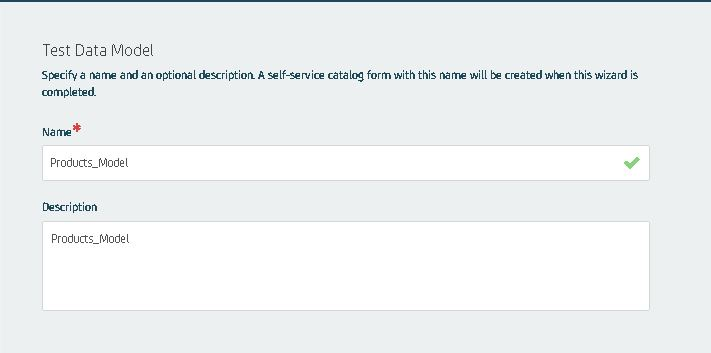 Test Data Model
Specify a name and an optional description. A self-service catalog form with this name will be created when this wizard is
completed.
Name*
Products_Model
Description
Products_Model